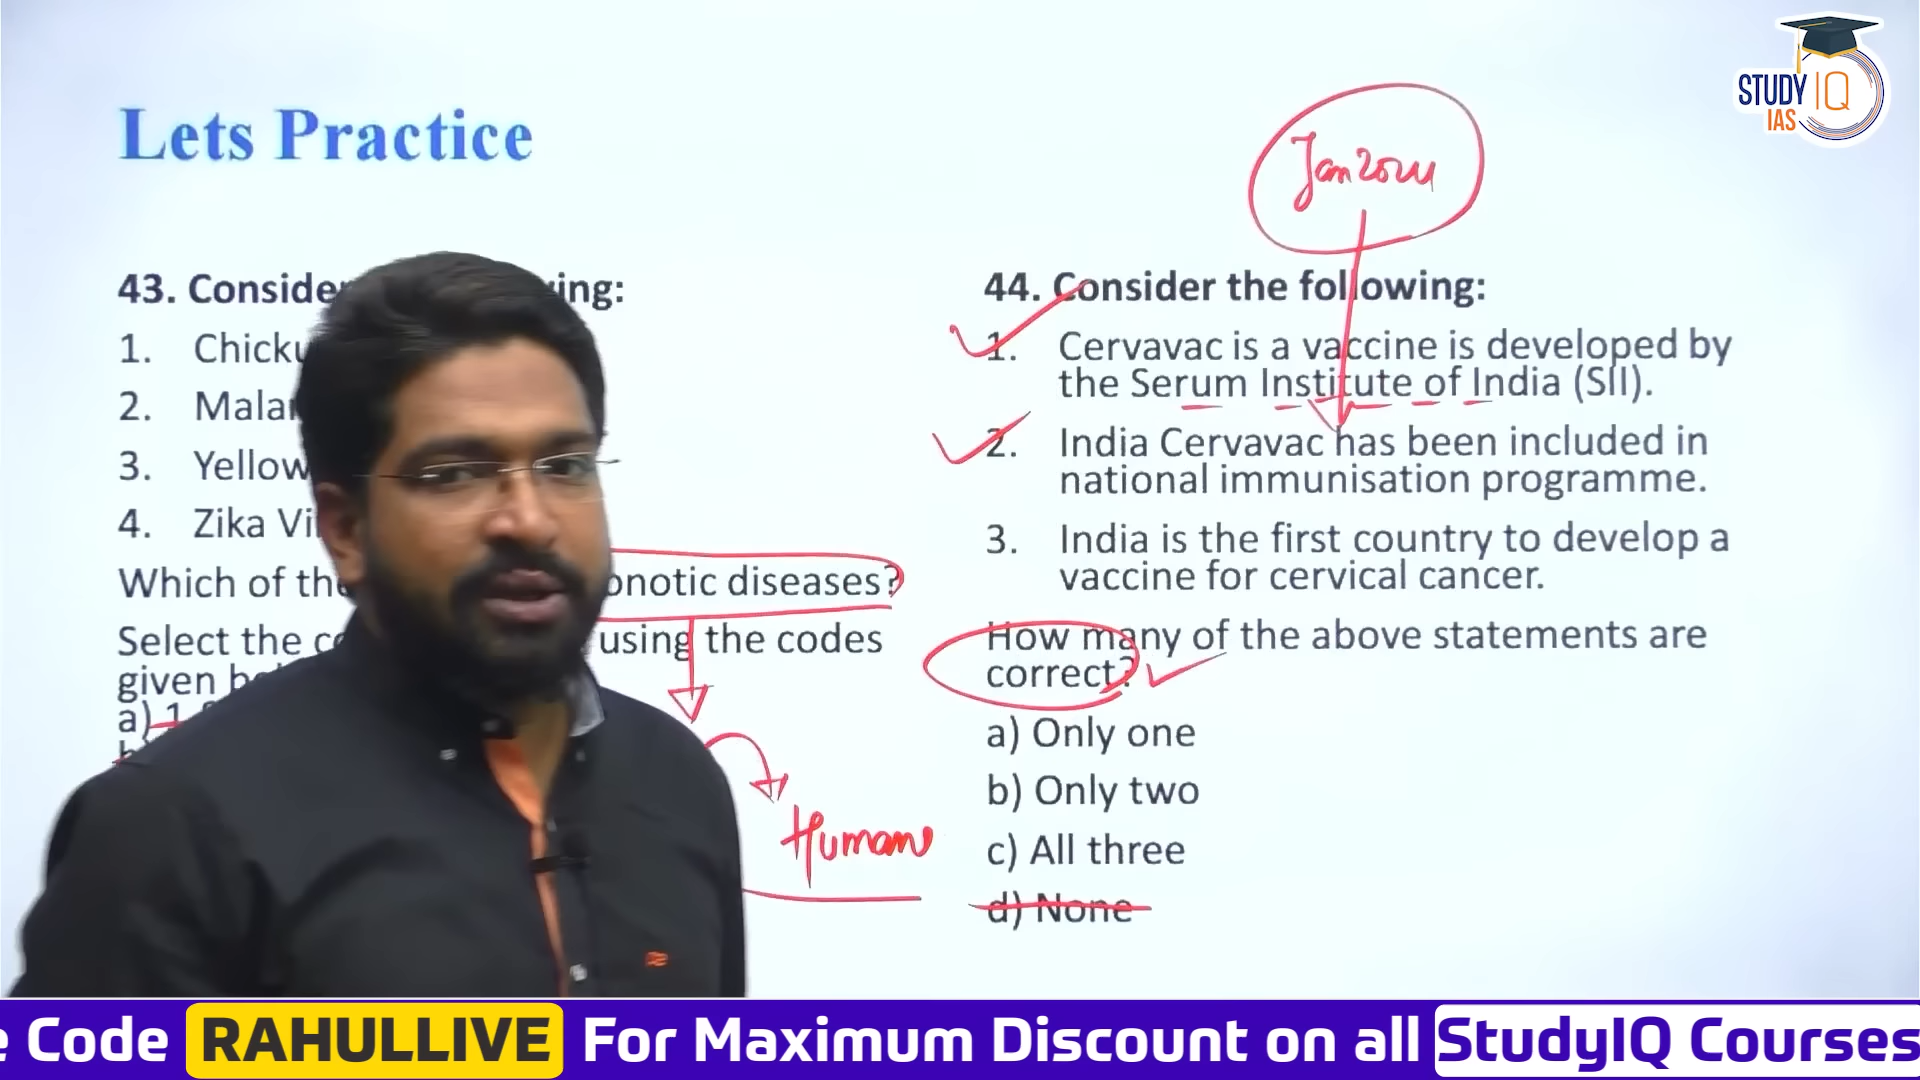 STUDY IQ
IAS
Lets Practice
Jan 2024
43. Conside ing:
1. Chick
2. Mala
3. Yellow
4. Zika Vi
Which of th onotic diseases?
Select the c using the codes
given b
a) 1
Humans
44. Consider the following:
1. Cervavac is a vaccine is developed by
the Serum Institute of India (SII).
2. India Cervavac has been included in
national immunisation programme.
3. India is the first country to develop a
vaccine for cervical cancer.
How many of the above statements are
correct?
a) Only one
b) Only two
c) All three
d) None
e Code RAHULLIVE For Maximum Discount on all StudyIQ Courses